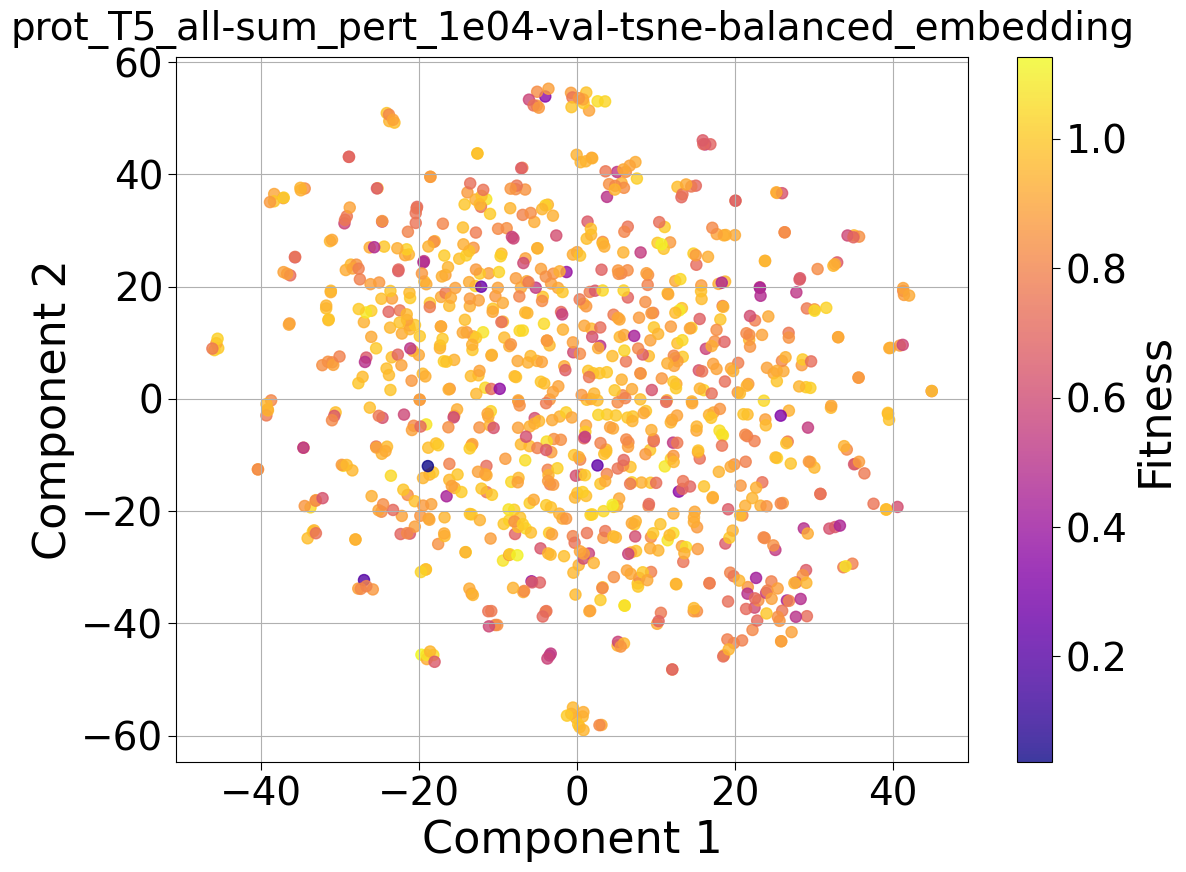 prot_T5_all-sum_pert_1e04-val-tsne-balanced_embedding
60
40
20
0
−20
−40
−60
Component 2
−40 −20 0 20 40
Component 1
1.0
0.8
0.6
0.4
0.2
Fitness